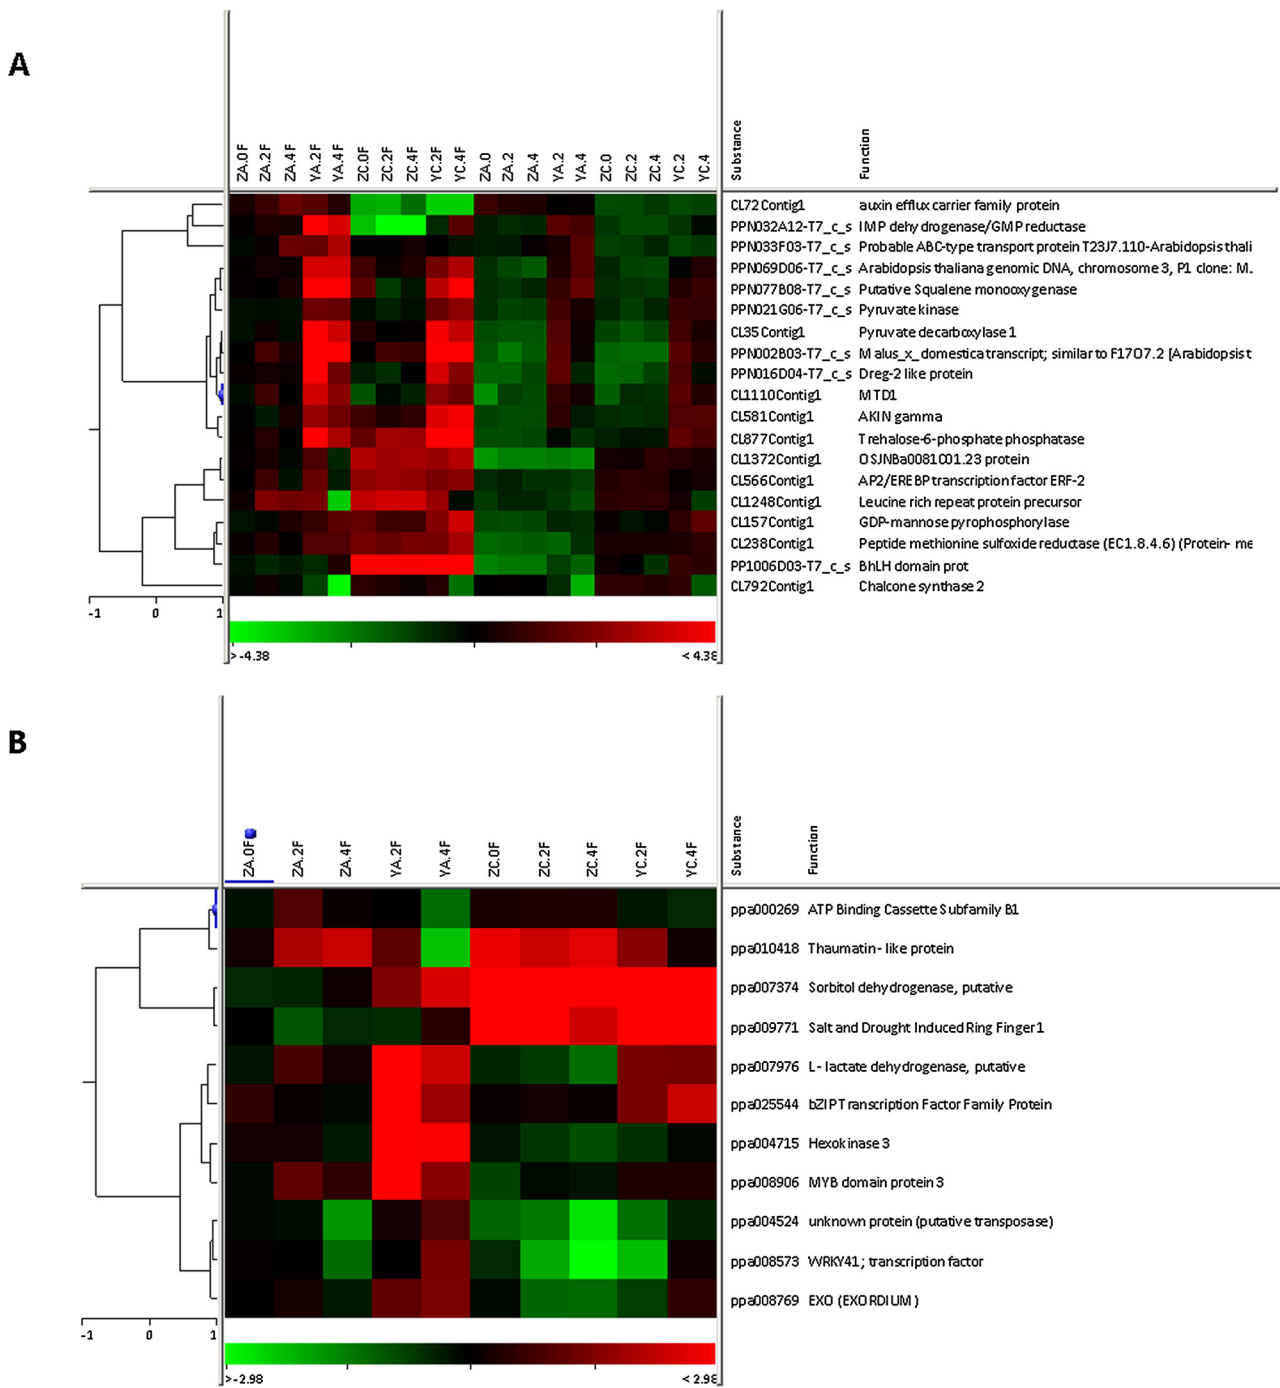 A
ZA.0F ZA.2F ZA.4F YA.2F YA.4F ZC.0F ZC.2F ZC.4F YC.2F YC.4F ZA.0 ZA.2 ZA.4 YA.2 YA.4 ZC.0 ZC.2 ZC.4 YC.2 YC.4 Substance Function
CL72Contig1 auxin efflux carrier family protein
PPN032A12-T7_c_s IMP dehydrogenase/GMP reductase
PPN033F03-T7_c_s Probable ABC-type transport protein T23J7.110-Arabidopsis thali
PPN069D06-T7_c_s Arabidopsis thaliana genomic DNA, chromosome 3, P1 clone: M.
PPN077B08-T7_c_s Putative Squalene monooxygenase
PPN021G06-T7_c_s Pyruvate kinase
CL35Contig1 Pyruvate decarboxylase 1
PPN002B03-T7_c_s Malus_x_domestica transcript; similar to F17O7.2 [Arabidopsis t
PPN016D04-T7_c_s Dreg-2 like protein
CL1110Contig1 MTD1
CL581Contig1 AKIN gamma
CL877Contig1 Trehalose-6-phosphate phosphatase
CL1372Contig1 OSJNBa0081C01.23 protein
CL566Contig1 AP2/EREBP transcription factor ERF-2
CL1248Contig1 Leucine rich repeat protein precursor
CL157Contig1 GDP-mannose pyrophosphorylase
CL238Contig1 Peptide methionine sulfoxide reductase (EC1.8.4.6) (Protein- me
PP1006D03-T7_c_s BhLH domain prot
CL792Contig1 Chalcone synthase 2
-1 0 1
>-4.38 <4.38
B
ZA.0F ZA.2F ZA.4F YA.2F YA.4F ZC.0F ZC.2F ZC.4F YC.2F YC.4F Substance Function
ppa000269 ATP Binding Cassette Subfamily B1
ppa010418 Thaumatin- like protein
ppa007374 Sorbitol dehydrogenase, putative
ppa009771 Salt and Drought Induced Ring Finger1
ppa007976 L- lactate dehydrogenase, putative
ppa025544 bZIP Transcription Factor Family Protein
ppa004715 Hexokinase 3
ppa008906 MYB domain protein 3
ppa004524 unknown protein (putative transposase)
ppa008573 WRKY41; transcription factor
ppa008769 EXO (EXORDIUM)
-1 0 1
>-2.98 <2.98